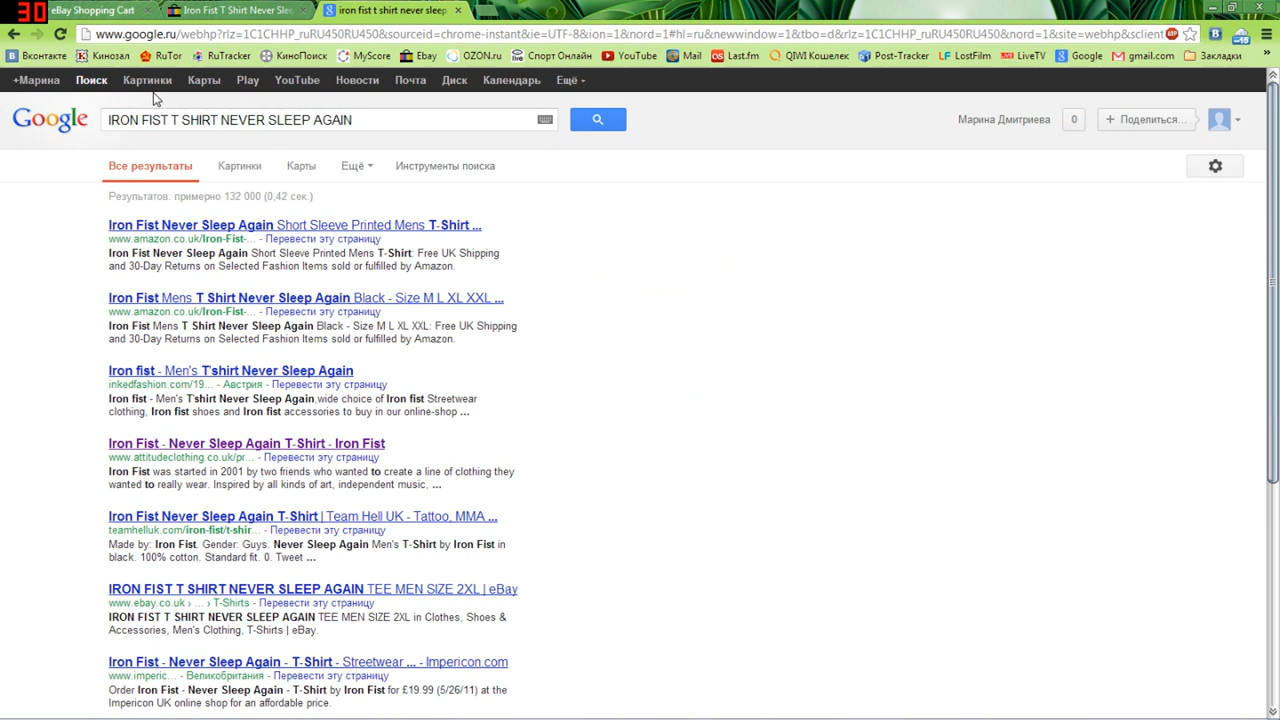 30
eBay Shopping Cart
Iron Fist T Shirt Never Slee
iron fist t shirt never sleep
www.google.ru/webhp?rlz=1C1CHHP_ruRU450RU450&sourceid=chrome-instant&ie=UTF-8&ion=1&nord=1#hl=ru&newwindow=1&tbo=d&rlz=1C1CHHP_ruRU450RU450&nord=1&site=webhp&sclient
ABP
-15
Вконтакте Кинозал RuTor RuTracker КиноПоиск MyScore Ebay OZON.ru Спорт Онлайн YouTube Mail Last.fm QIWI Кошелек Post-Tracker LostFilm LiveTV Google gmail.com Закладки
+Марина Поиск Картинки Карты Play YouTube Новости Почта Диск Календарь Ещё
Google IRON FIST T SHIRT NEVER SLEEP AGAIN Марина Дмитриева 0 + Поделиться…
Все результаты Картинки Карты Ещё Инструменты поиска
Результатов: примерно 132 000 (0,42 сек.)
Iron Fist Never Sleep Again Short Sleeve Printed Mens T-Shirt ...
www.amazon.co.uk/Iron-Fist-... - Перевести эту страницу
Iron Fist Never Sleep Again Short Sleeve Printed Mens T-Shirt: Free UK Shipping
and 30-Day Returns on Selected Fashion Items sold or fulfilled by Amazon.
Iron Fist Mens T Shirt Never Sleep Again Black - Size M L XL XXL ...
www.amazon.co.uk/Iron-Fist-... - Перевести эту страницу
Iron Fist Mens T Shirt Never Sleep Again Black - Size M L XL XXL: Free UK Shipping
and 30-Day Returns on Selected Fashion Items sold or fulfilled by Amazon.
Iron fist - Men's T'shirt Never Sleep Again
inkedfashion.com/19... - Австрия - Перевести эту страницу
Iron fist - Men's T'shirt Never Sleep Again,wide choice of Iron fist Streetwear
clothing, Iron fist shoes and Iron fist accessories to buy in our online-shop ...
Iron Fist - Never Sleep Again T-Shirt - Iron Fist
www.attitudeclothing.co.uk/pr... - Перевести эту страницу
Iron Fist was started in 2001 by two friends who wanted to create a line of clothing they
wanted to really wear. Inspired by all kinds of art, independent music, ...
Iron Fist Never Sleep Again T-Shirt | Team Hell UK - Tattoo, MMA ...
teamhelluk.com/iron-fist/t-shir... - Перевести эту страницу
Made by: Iron Fist. Gender: Guys. Never Sleep Again Men's T-Shirt by Iron Fist in
black. 100% cotton. Standard fit. 0. Tweet ...
IRON FIST T SHIRT NEVER SLEEP AGAIN TEE MEN SIZE 2XL | eBay
www.ebay.co.uk › ... › T-Shirts - Перевести эту страницу
IRON FIST T SHIRT NEVER SLEEP AGAIN TEE MEN SIZE 2XL in Clothes, Shoes &
Accessories, Men's Clothing, T-Shirts | eBay.
Iron Fist - Never Sleep Again - T-Shirt - Streetwear ... - Impericon.com
www.imperic... - Великобритания - Перевести эту страницу
Order Iron Fist - Never Sleep Again - T-Shirt by Iron Fist for £19.99 (5/26/11) at the
Impericon UK online shop for an affordable price.